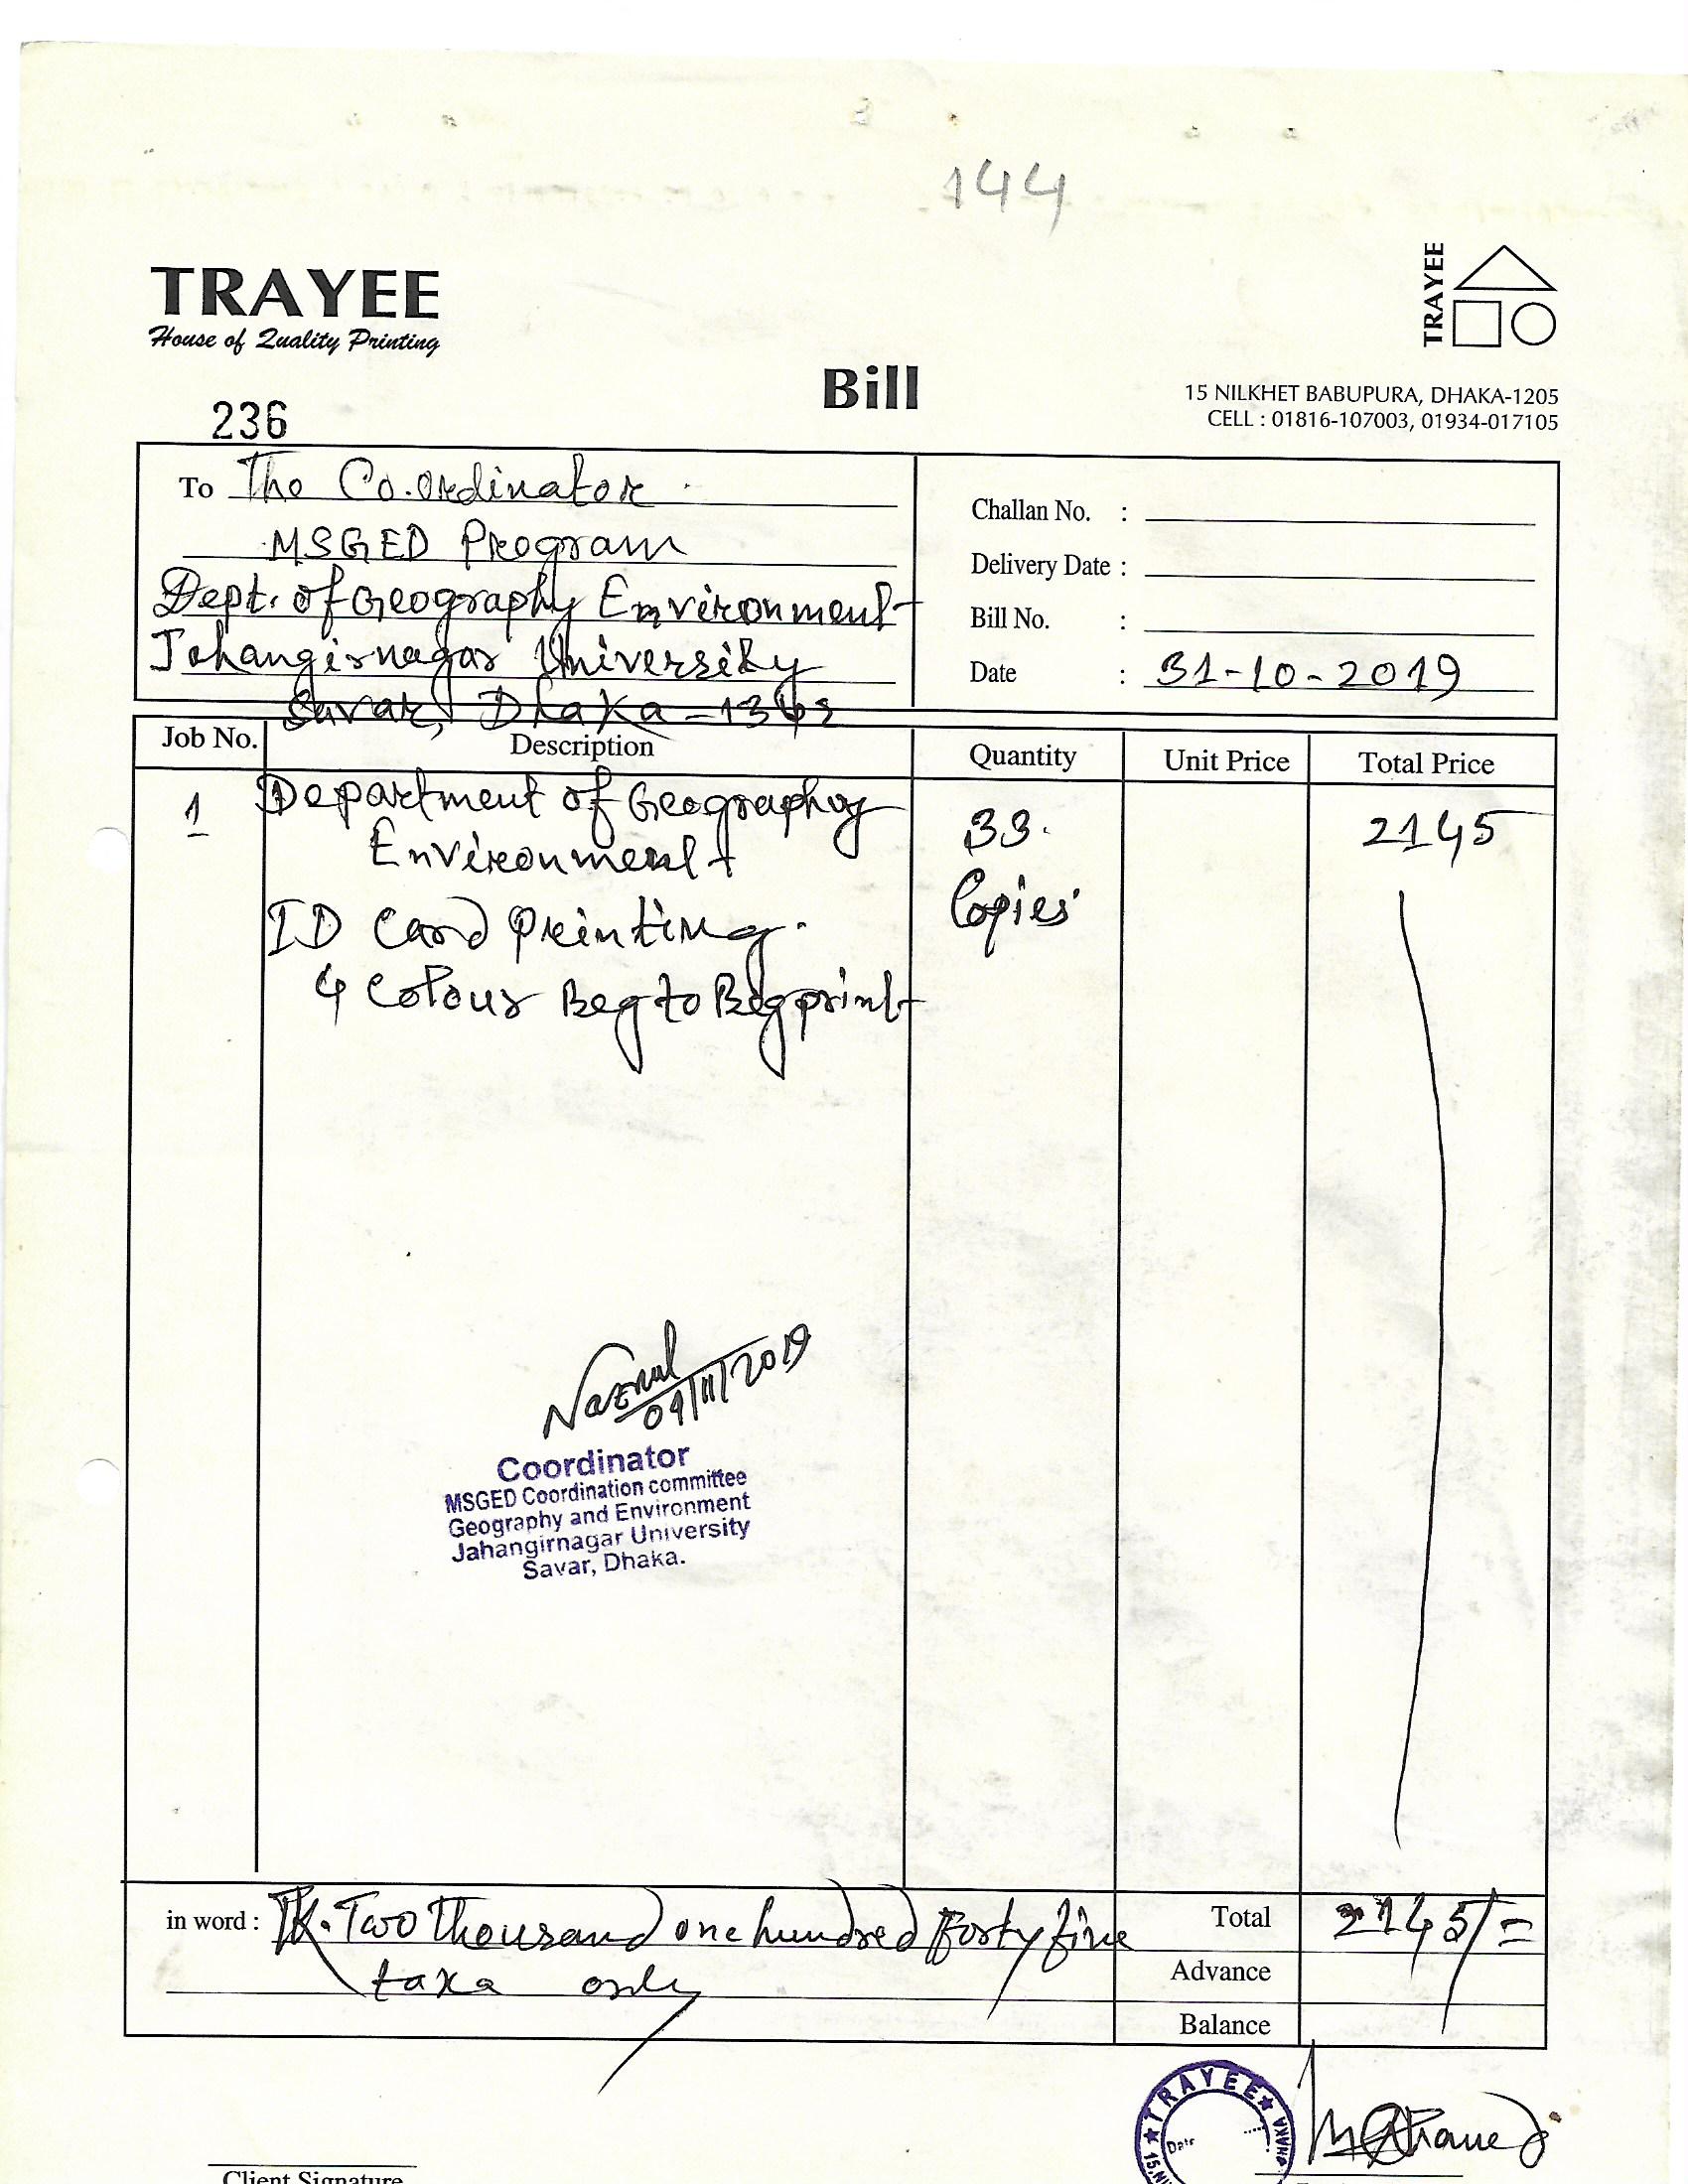 144
TRAYEE
House of Quality Printing
TRAYEE
Bill
15 NILKHET BABUPURA, DHAKA-1205
CELL : 01816-107003, 01934-017105
236
To The Co.ordinator
MSGED Program
Dept. of Geography Environment
Jahangirnagar University
Savar, Dhaka-1342
Challan No. :
Delivery Date :
Bill No. :
Date : 31-10-2019
Job No. Description Quantity Unit Price Total Price
1 Department of Geography 33. 2145
Environment
Copies
ID Card Printing.
4 Colour Beg to Beg print
Nazrul
04/11/2019
Coordinator
MSGED Coordination committee
Geography and Environment
Jahangirnagar University
Savar, Dhaka.
in word : TK. Two Thousand one hundred forty five
taka only
Total 2145/=
Advance
Balance
TRAYEE
DHAKA
Date
Client Signature